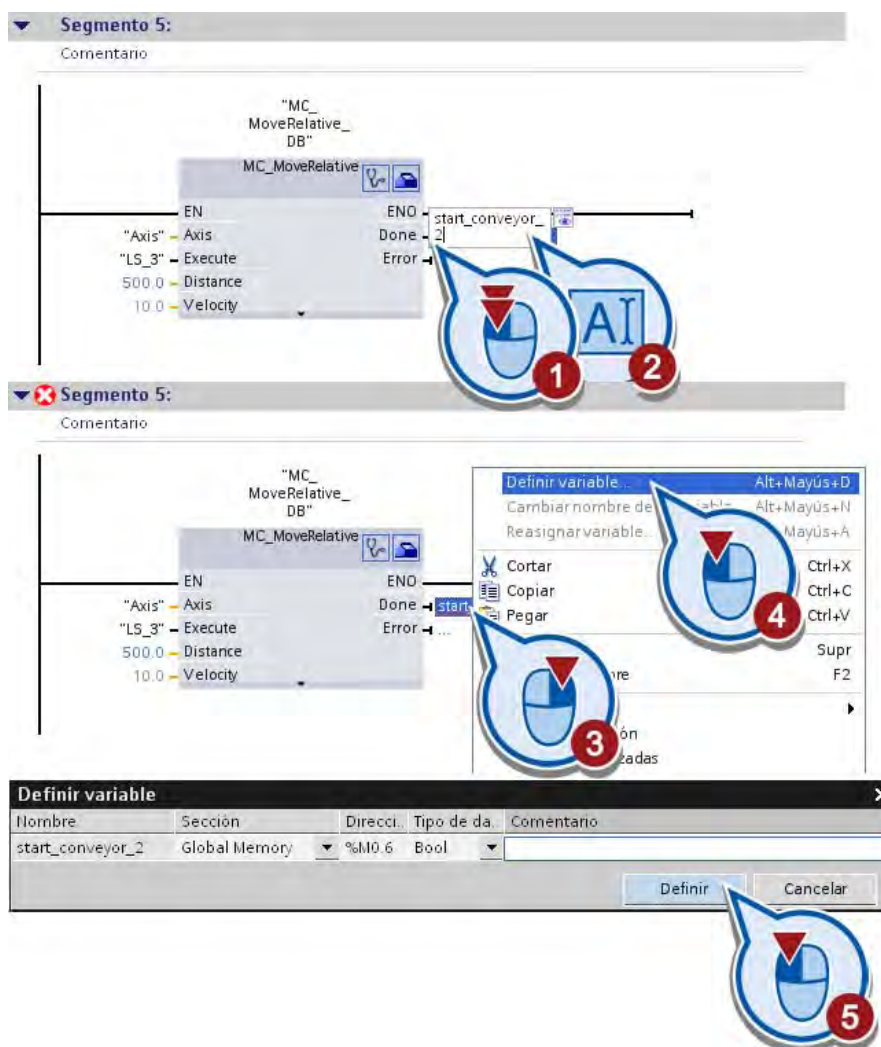 Segmento 5:
Comentario
"MC_
MoveRelative_
DB"
MC_MoveRelative
EN ENO
start_conveyor_
2
"Axis" Axis Done
"LS_3" Execute Error
500.0 Distance
10.0 Velocity
A
1
2
Segmento 5:
Comentario
"MC_
MoveRelative_
DB"
MC_MoveRelative
EN ENO
"Axis" Axis Done start
"LS_3" Execute Error ...
500.0 Distance
10.0 Velocity
3
Definir variable... Alt+Mayús+D
Cambiar nombre de Alt+Mayús+N
Reasignar variable... Mayús+A
Cortar Ctrl+X
Copiar Ctrl+C
Pegar Ctrl+V
Supr
F2
4
Definir variable
Nombre Sección Direcci.. Tipo de da.. Comentario
start_conveyor_2 Global Memory %M0.6 Bool
Definir Cancelar
5